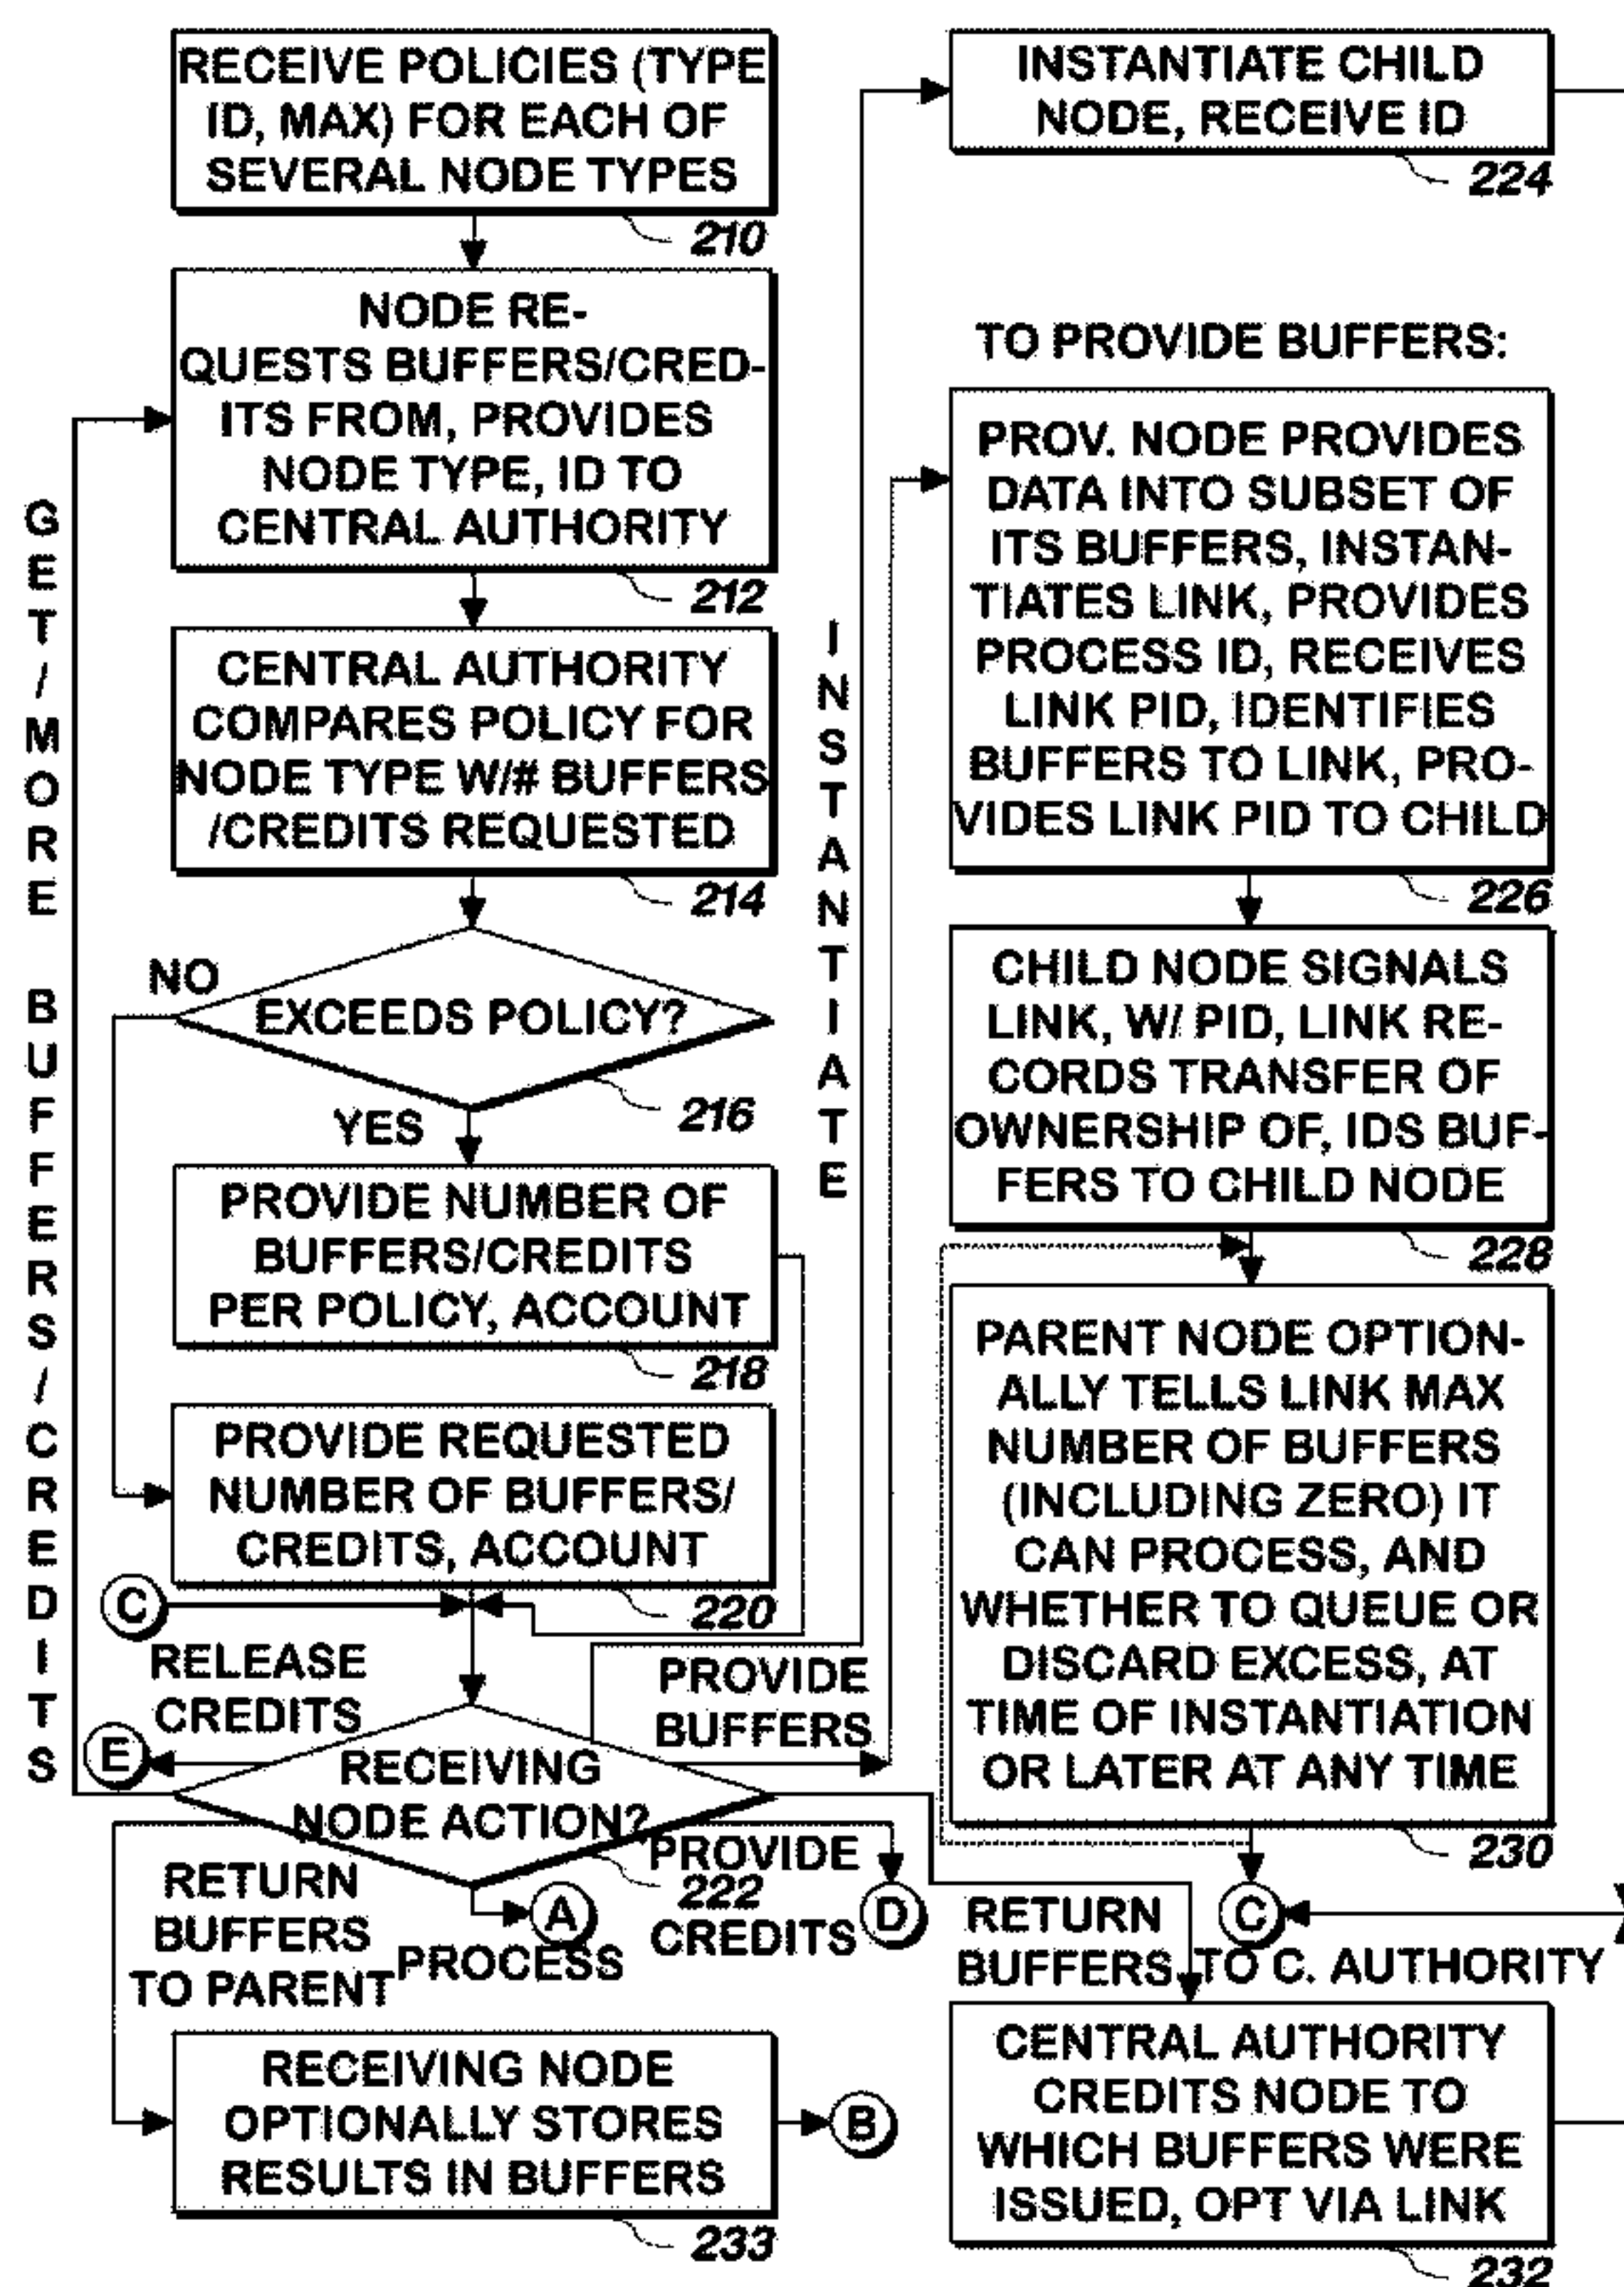 RECEIVE POLICIES (TYPE
ID, MAX) FOR EACH OF
SEVERAL NODE TYPES
210
NODE RE-
QUESTS BUFFERS/CRED-
ITS FROM, PROVIDES
NODE TYPE, ID TO
CENTRAL AUTHORITY
212
CENTRAL AUTHORITY
COMPARES POLICY FOR
NODE TYPE W/# BUFFERS
/CREDITS REQUESTED
214
NO
EXCEEDS POLICY?
216
YES
PROVIDE NUMBER OF
BUFFERS/CREDITS
PER POLICY, ACCOUNT
218
PROVIDE REQUESTED
NUMBER OF BUFFERS/
CREDITS, ACCOUNT
220
C
RELEASE
CREDITS
E
PROVIDE
BUFFERS
RECEIVING
NODE ACTION?
222
PROVIDE
CREDITS
D
A
PROCESS
RETURN
BUFFERS
TO PARENT
RECEIVING NODE
OPTIONALLY STORES
RESULTS IN BUFFERS
233
B
GET/MORE BUFFERS/CREDITS
INSTANTIATE
INSTANTIATE CHILD
NODE, RECEIVE ID
224
TO PROVIDE BUFFERS:
PROV. NODE PROVIDES
DATA INTO SUBSET OF
ITS BUFFERS, INSTAN-
TIATES LINK, PROVIDES
PROCESS ID, RECEIVES
LINK PID, IDENTIFIES
BUFFERS TO LINK, PRO-
VIDES LINK PID TO CHILD
226
CHILD NODE SIGNALS
LINK, W/ PID, LINK RE-
CORDS TRANSFER OF
OWNERSHIP OF, IDS BUF-
FERS TO CHILD NODE
228
PARENT NODE OPTION-
ALLY TELLS LINK MAX
NUMBER OF BUFFERS
(INCLUDING ZERO) IT
CAN PROCESS, AND
WHETHER TO QUEUE OR
DISCARD EXCESS, AT
TIME OF INSTANTIATION
OR LATER AT ANY TIME
230
C
RETURN
BUFFERS TO C. AUTHORITY
CENTRAL AUTHORITY
CREDITS NODE TO
WHICH BUFFERS WERE
ISSUED, OPT VIA LINK
232